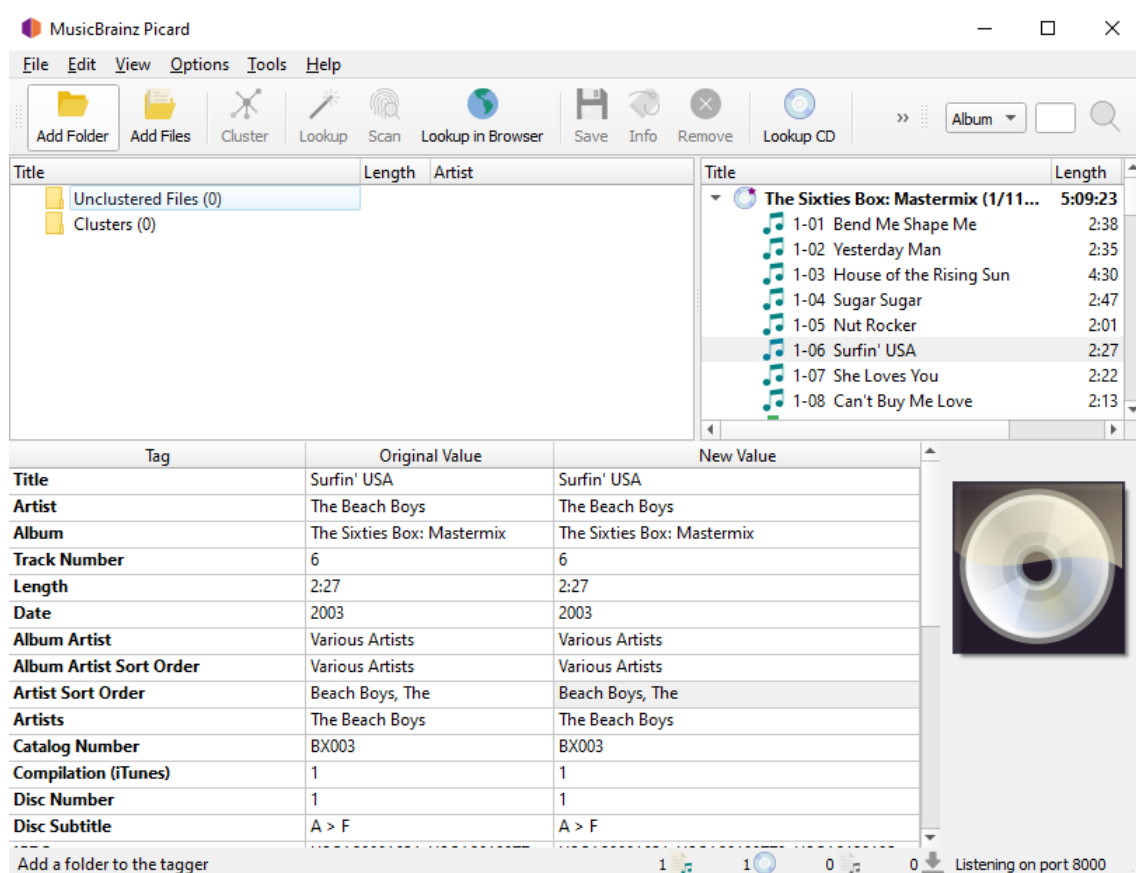 MusicBrainz Picard
File Edit View Options Tools Help
Add Folder Add Files Cluster Lookup Scan Lookup in Browser Save Info Remove Lookup CD » Album
Title Length Artist
Unclustered Files (0)
Clusters (0)
Title Length
The Sixties Box: Mastermix (1/11... 5:09:23
1-01 Bend Me Shape Me 2:38
1-02 Yesterday Man 2:35
1-03 House of the Rising Sun 4:30
1-04 Sugar Sugar 2:47
1-05 Nut Rocker 2:01
1-06 Surfin' USA 2:27
1-07 She Loves You 2:22
1-08 Can't Buy Me Love 2:13
Tag Original Value New Value
Title Surfin' USA Surfin' USA
Artist The Beach Boys The Beach Boys
Album The Sixties Box: Mastermix The Sixties Box: Mastermix
Track Number 6 6
Length 2:27 2:27
Date 2003 2003
Album Artist Various Artists Various Artists
Album Artist Sort Order Various Artists Various Artists
Artist Sort Order Beach Boys, The Beach Boys, The
Artists The Beach Boys The Beach Boys
Catalog Number BX003 BX003
Compilation (iTunes) 1 1
Disc Number 1 1
Disc Subtitle A > F A > F
Add a folder to the tagger 1 1 0 0 Listening on port 8000